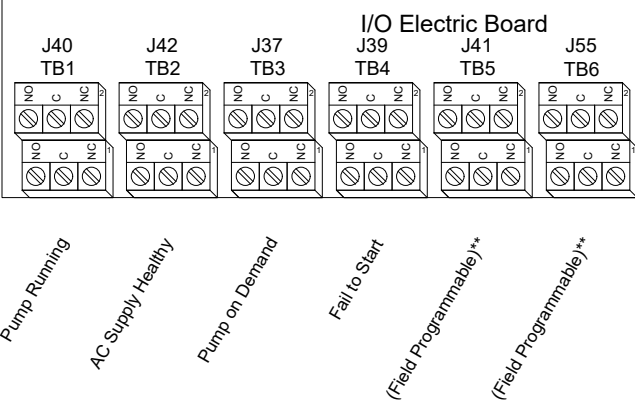 I/O Electric Board
J40 J42 J37 J39 J41 J55
TB1 TB2 TB3 TB4 TB5 TB6
NO C NC 2 NO C NC 2 NO C NC 2 NO C NC 2 NO C NC 2 NO C NC 2
NO C NC 1 NO C NC 1 NO C NC 1 NO C NC 1 NO C NC 1 NO C NC 1
Pump Running
AC Supply Healthy
Pump on Demand
Fail to Start
(Field Programmable)**
(Field Programmable)**